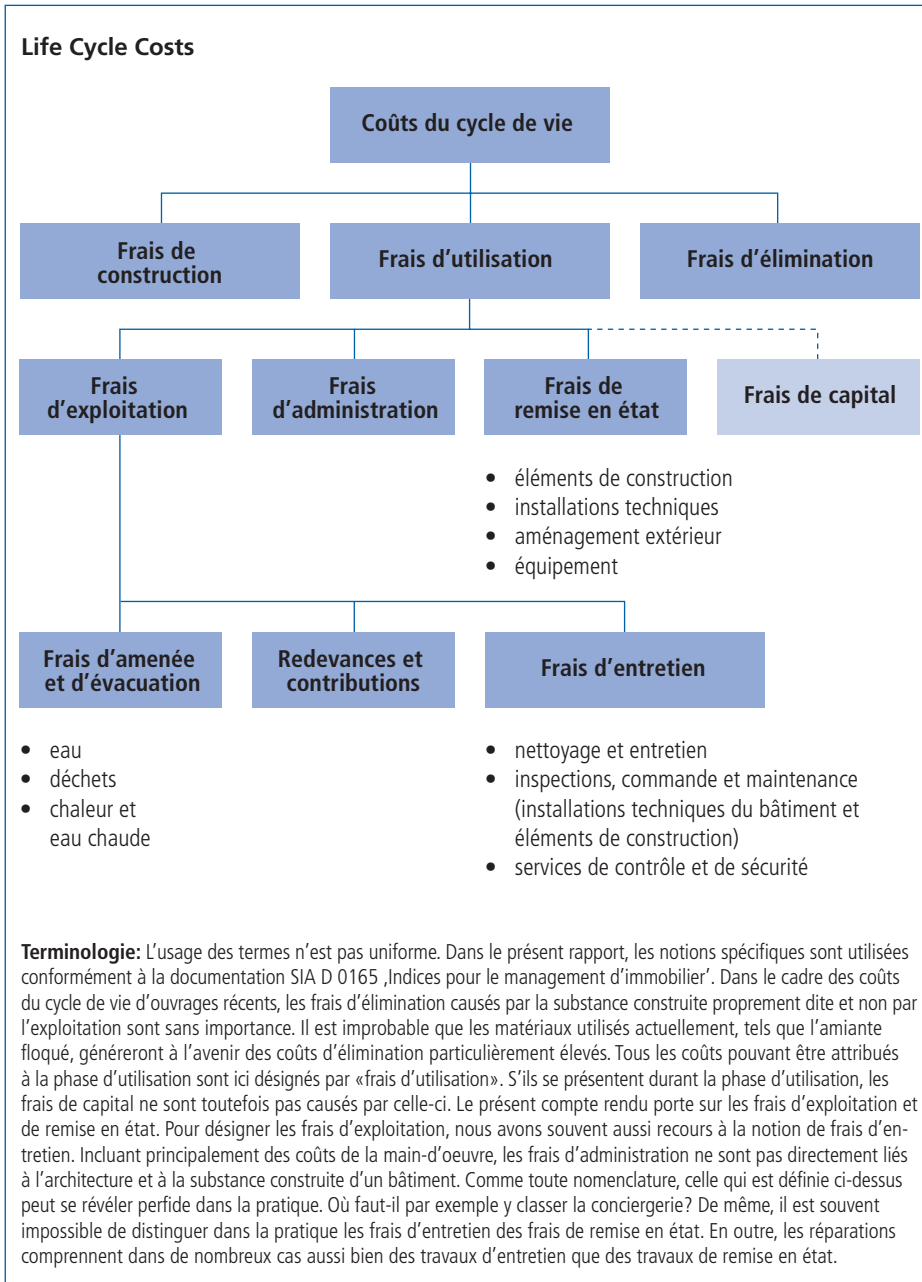 Life Cycle Costs
Coûts du cycle de vie
Frais de
construction
Frais d’utilisation
Frais d’élimination
Frais
d’exploitation
Frais
d’administration
Frais de
remise en état
Frais de capital
• éléments de construction
• installations techniques
• aménagement extérieur
• équipement
Frais d’amenée
et d’évacuation
Redevances et
contributions
Frais d’entretien
• eau
• déchets
• chaleur et
eau chaude
• nettoyage et entretien
• inspections, commande et maintenance
(installations techniques du bâtiment et
éléments de construction)
• services de contrôle et de sécurité
Terminologie: L’usage des termes n’est pas uniforme. Dans le présent rapport, les notions spécifiques sont utilisées
conformément à la documentation SIA D 0165 ‚Indices pour le management d’immobilier‘. Dans le cadre des coûts
du cycle de vie d’ouvrages récents, les frais d’élimination causés par la substance construite proprement dite et non par
l’exploitation sont sans importance. Il est improbable que les matériaux utilisés actuellement, tels que l’amiante
floqué, généreront à l’avenir des coûts d’élimination particulièrement élevés. Tous les coûts pouvant être attribués
à la phase d’utilisation sont ici désignés par «frais d’utilisation». S’ils se présentent durant la phase d’utilisation, les
frais de capital ne sont toutefois pas causés par celle-ci. Le présent compte rendu porte sur les frais d’exploitation et
de remise en état. Pour désigner les frais d’exploitation, nous avons souvent aussi recours à la notion de frais d’en-
tretien. Incluant principalement des coûts de la main-d’oeuvre, les frais d’administration ne sont pas directement liés
à l’architecture et à la substance construite d’un bâtiment. Comme toute nomenclature, celle qui est définie ci-dessus
peut se révéler perfide dans la pratique. Où faut-il par exemple y classer la conciergerie? De même, il est souvent
impossible de distinguer dans la pratique les frais d’entretien des frais de remise en état. En outre, les réparations
comprennent dans de nombreux cas aussi bien des travaux d’entretien que des travaux de remise en état.